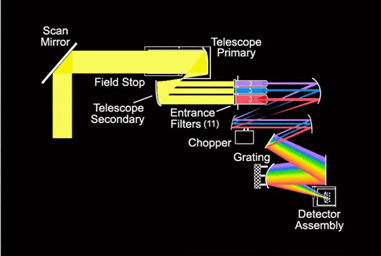 Scan
Mirror
Telescope
Primary
Field Stop
Telescope
Secondary
Entrance
Filters (11)
Chopper
Grating
Detector
Assembly